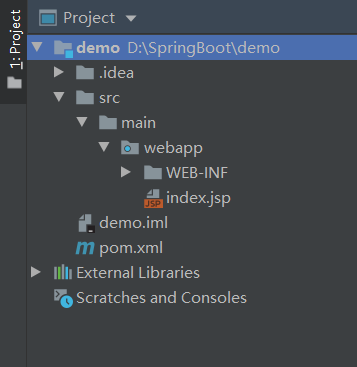 1: Project
Project
demo D:\SpringBoot\demo
.idea
src
main
webapp
WEB-INF
JSP index.jsp
demo.iml
m pom.xml
External Libraries
Scratches and Consoles